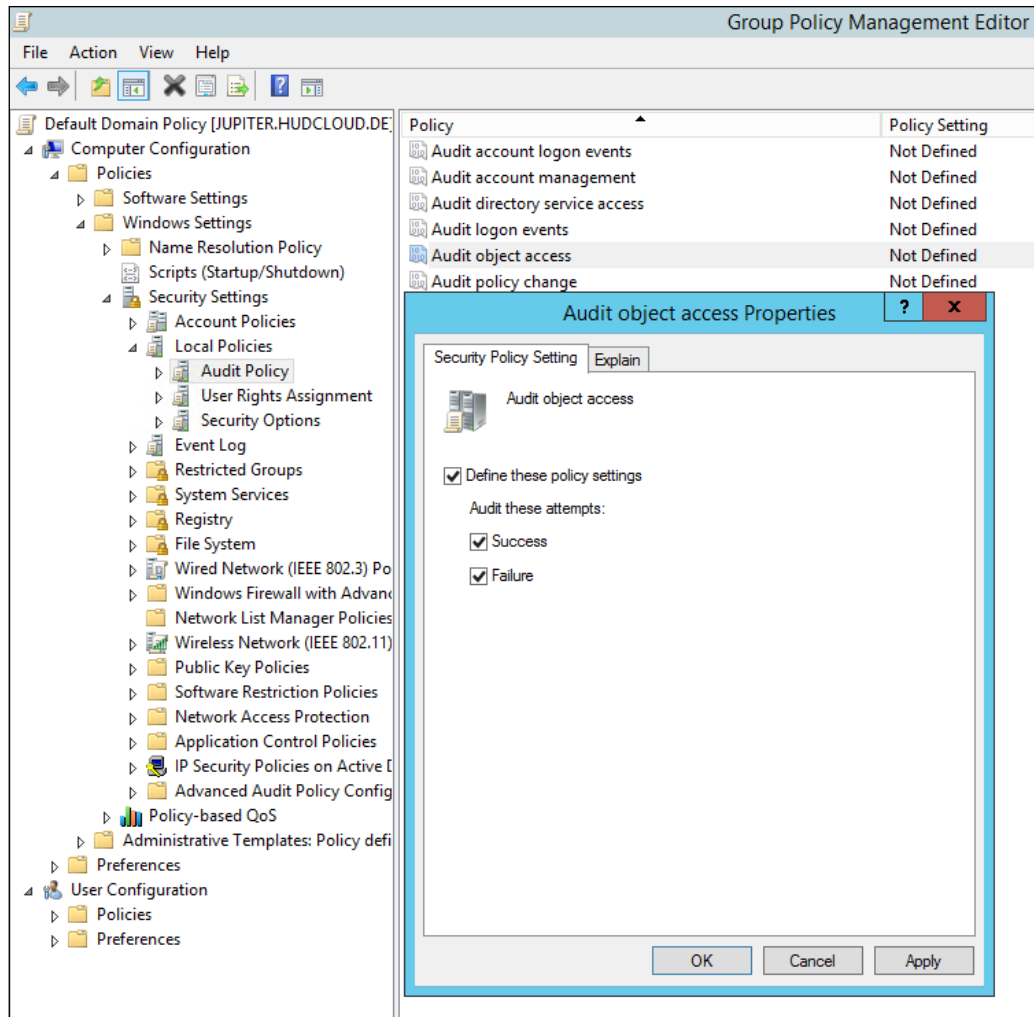 Group Policy Management Editor
File Action View Help
Default Domain Policy [JUPITER.HUDCLOUD.DE]
Computer Configuration
Policies
Software Settings
Windows Settings
Name Resolution Policy
Scripts (Startup/Shutdown)
Security Settings
Account Policies
Local Policies
Audit Policy
User Rights Assignment
Security Options
Event Log
Restricted Groups
System Services
Registry
File System
Wired Network (IEEE 802.3) Po
Windows Firewall with Advanc
Network List Manager Policies
Wireless Network (IEEE 802.11)
Public Key Policies
Software Restriction Policies
Network Access Protection
Application Control Policies
IP Security Policies on Active D
Advanced Audit Policy Config
Policy-based QoS
Administrative Templates: Policy defi
Preferences
User Configuration
Policies
Preferences
Policy Policy Setting
Audit account logon events Not Defined
Audit account management Not Defined
Audit directory service access Not Defined
Audit logon events Not Defined
Audit object access Not Defined
Audit policy change Not Defined
Audit object access Properties ? x
Security Policy Setting Explain
Audit object access
Define these policy settings
Audit these attempts:
Success
Failure
OK Cancel Apply